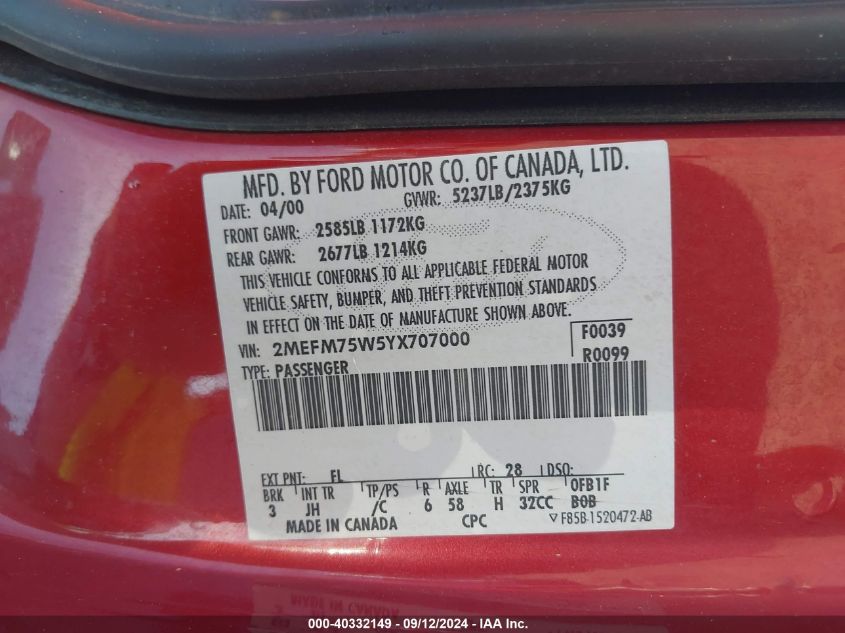 MFD. BY FORD MOTOR CO. OF CANADA, LTD.
DATE: 04/00 GVWR: 5237LB/2375KG
FRONT GAWR: 2585LB 1172KG
REAR GAWR: 2677LB 1214KG
THIS VEHICLE CONFORMS TO ALL APPLICABLE FEDERAL MOTOR
VEHICLE SAFETY, BUMPER, AND THEFT PREVENTION STANDARDS
IN EFFECT ON THE DATE OF MANUFACTURE SHOWN ABOVE.
VIN: 2MEFM75W5YX707000 F0039
TYPE: PASSENGER R0099
EXT PNT: FL RC: 28 DSO:
BRK INT TR TP/PS R AXLE TR SPR 0FB1F
3 JH /C 6 58 H 32CC B0B
MADE IN CANADA CPC F85B-1520472-AB
MADE IN CANADA
000-40332149 - 09/12/2024 - IAA Inc.